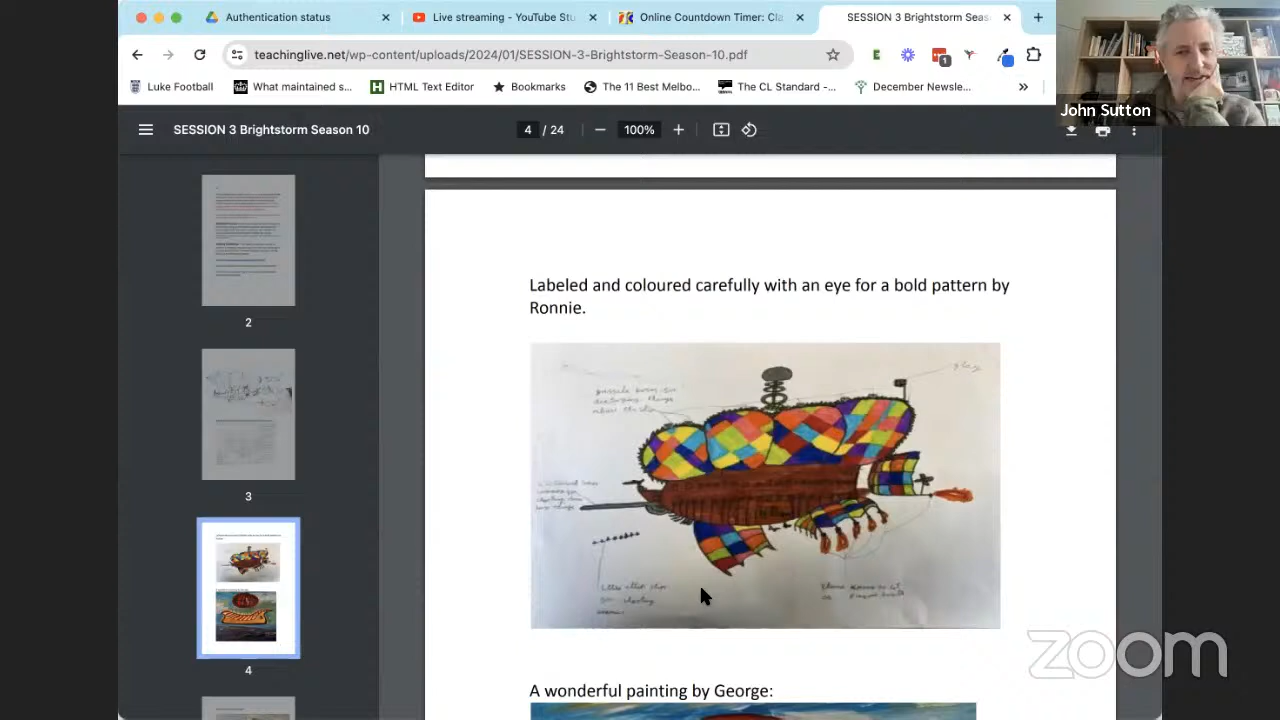 Authentication status
Live streaming - YouTube Stu
Online Countdown Timer: Cla
SESSION 3 Brightstorm Seas
teachinglive.net/wp-content/uploads/2024/01/SESSION-3-Brightstorm-Season-10.pdf
1
Luke Football
What maintained s...
HTML Text Editor
Bookmarks
The 11 Best Melbo...
The CL Standard -...
December Newsle...
John Sutton
SESSION 3 Brightstorm Season 10
4 / 24
100%
2
3
4
Labeled and coloured carefully with an eye for a bold pattern by
Ronnie.
A wonderful painting by George:
zoom